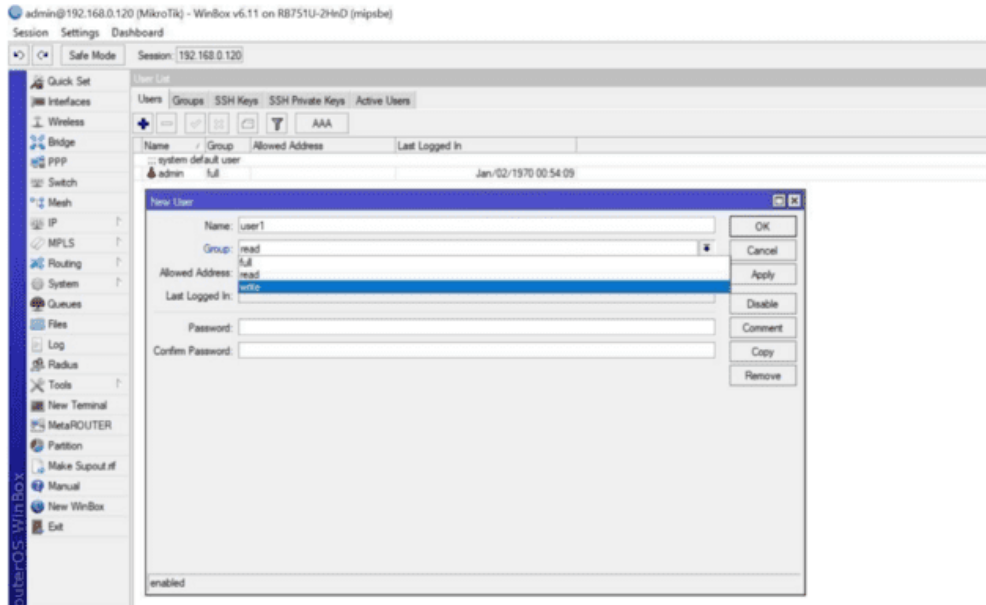 admin@192.168.0.120 (MikroTik) - WinBox v6.11 on RB751U-2HnD (mipsbe)
Session Settings Dashboard
Safe Mode Session: 192.168.0.120
Quick Set
Interfaces
Wireless
Bridge
PPP
Switch
Mesh
IP
MPLS
Routing
System
Queues
Files
Log
Radius
Tools
New Terminal
MetaROUTER
Partition
Make Supout.rif
Manual
New WinBox
Exit
RouterOS WinBox
User List
Users Groups SSH Keys SSH Private Keys Active Users
AAA
Name / Group Allowed Address Last Logged In
;;; system default user
admin full Jan/02/1970 00:54:09
New User
Name: user1
Group: read
full
read
write
Allowed Address:
Last Logged In:
Password:
Confirm Password:
OK
Cancel
Apply
Disable
Comment
Copy
Remove
enabled